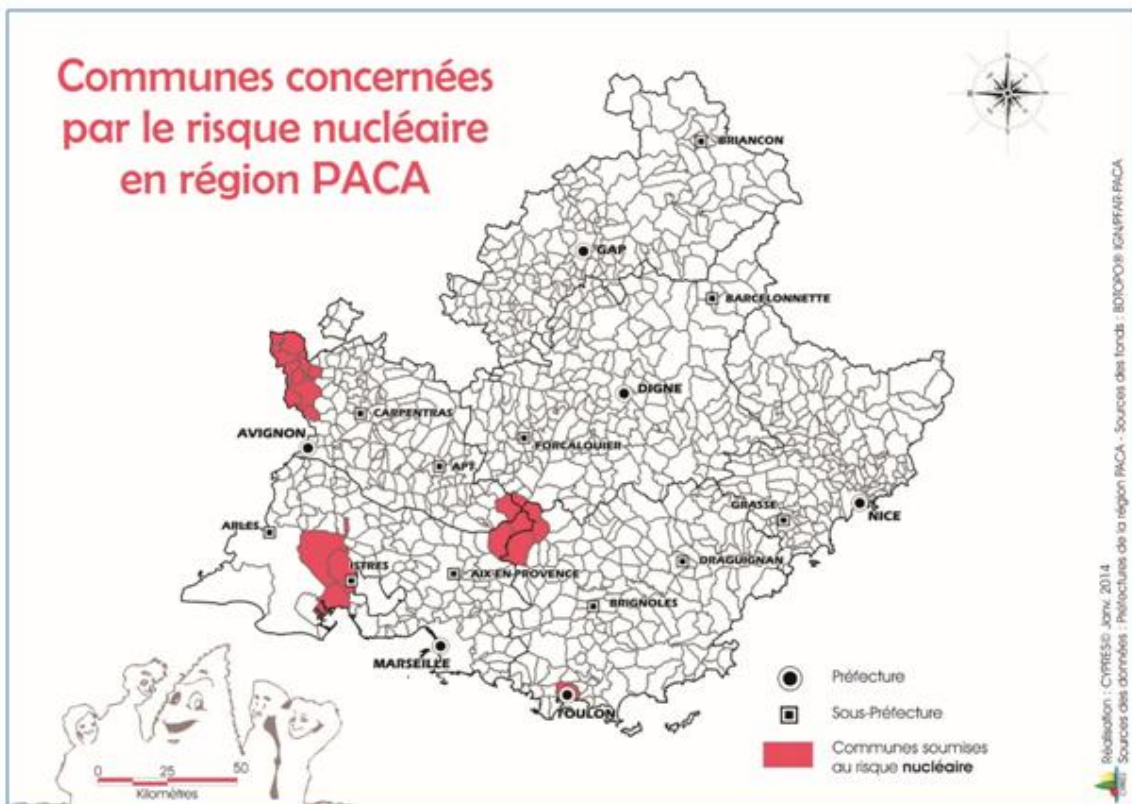 Communes concernées
par le risque nucléaire
en région PACA
BRIANCON
GAP
BARCELONNETTE
DIGNE
CARPENTRAS
AVIGNON
FORCALQUIER
APT
GRASSE
NICE
ARLES
ISTRES
AIX-EN-PROVENCE
DRAGUIGNAN
BRIGNOLES
MARSEILLE
TOULON
Préfecture
Sous-Préfecture
Communes soumises
au risque nucléaire
0 25 50
Kilomètres
Réalisation : CYPRES© Janv. 2014
Sources des données : Préfectures de la région PACA - Sources des fonds : BDTOPO® IGN/PFAR-PACA